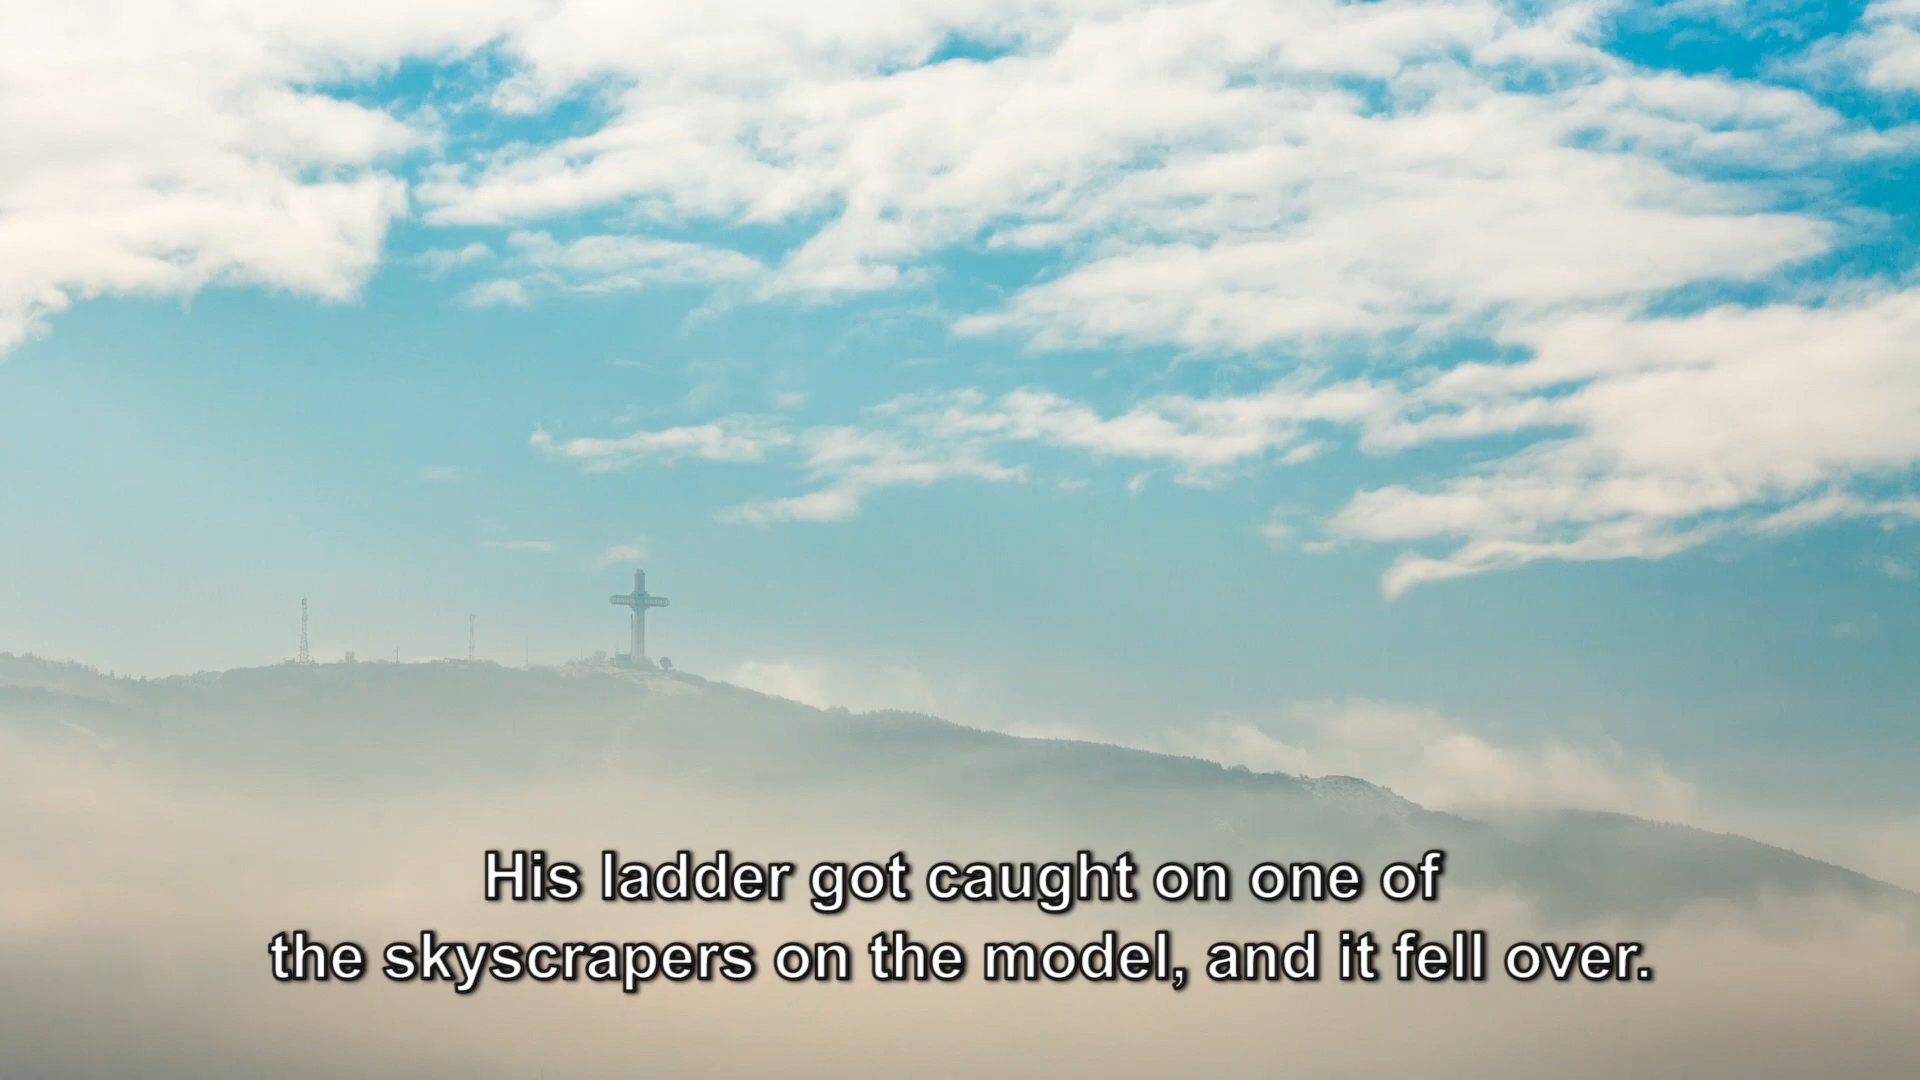 His ladder got caught on one of
the skyscrapers on the model, and it fell over.